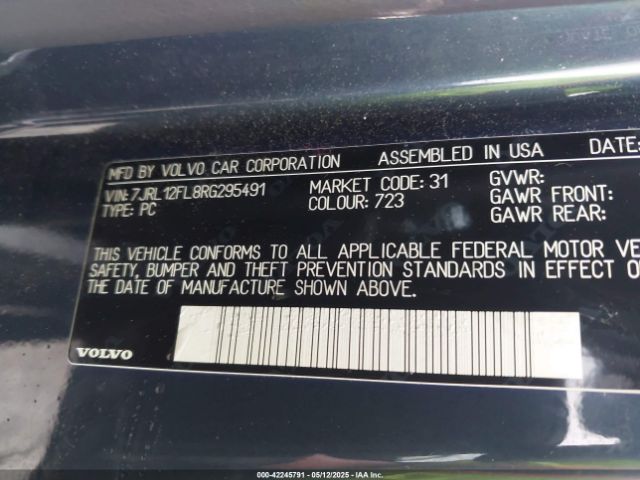 MFD BY VOLVO CAR CORPORATION ASSEMBLED IN USA DATE:
VIN: 7JRL12FL8RG295491 MARKET CODE: 31 GVWR:
TYPE: PC COLOUR: 723 GAWR FRONT:
GAWR REAR:
THIS VEHICLE CONFORMS TO ALL APPLICABLE FEDERAL MOTOR VE
SAFETY, BUMPER AND THEFT PREVENTION STANDARDS IN EFFECT O
THE DATE OF MANUFACTURE SHOWN ABOVE.
VOLVO
000-42245791 - 05/12/2025 - IAA Inc.